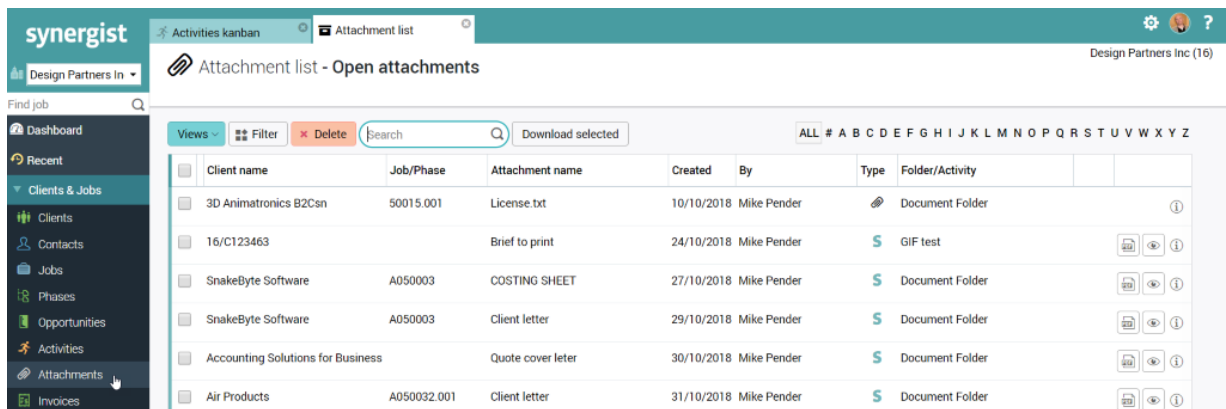 synergist
Activities kanban
Attachment list
?
Design Partners In
Design Partners Inc (16)
Attachment list - Open attachments
Find job
Dashboard
Recent
Clients & Jobs
Clients
Contacts
Jobs
Phases
Opportunities
Activities
Attachments
Invoices
Views Filter × Delete Search Download selected ALL # A B C D E F G H I J K L M N O P Q R S T U V W X Y Z
Client name Job/Phase Attachment name Created By Type Folder/Activity
3D Animatronics B2Csn 50015.001 License.txt 10/10/2018 Mike Pender Document Folder
16/C123463 Brief to print 24/10/2018 Mike Pender S GIF test
SnakeByte Software A050003 COSTING SHEET 27/10/2018 Mike Pender S Document Folder
SnakeByte Software A050003 Client letter 29/10/2018 Mike Pender S Document Folder
Accounting Solutions for Business Quote cover leter 30/10/2018 Mike Pender S Document Folder
Air Products A050032.001 Client letter 31/10/2018 Mike Pender S Document Folder